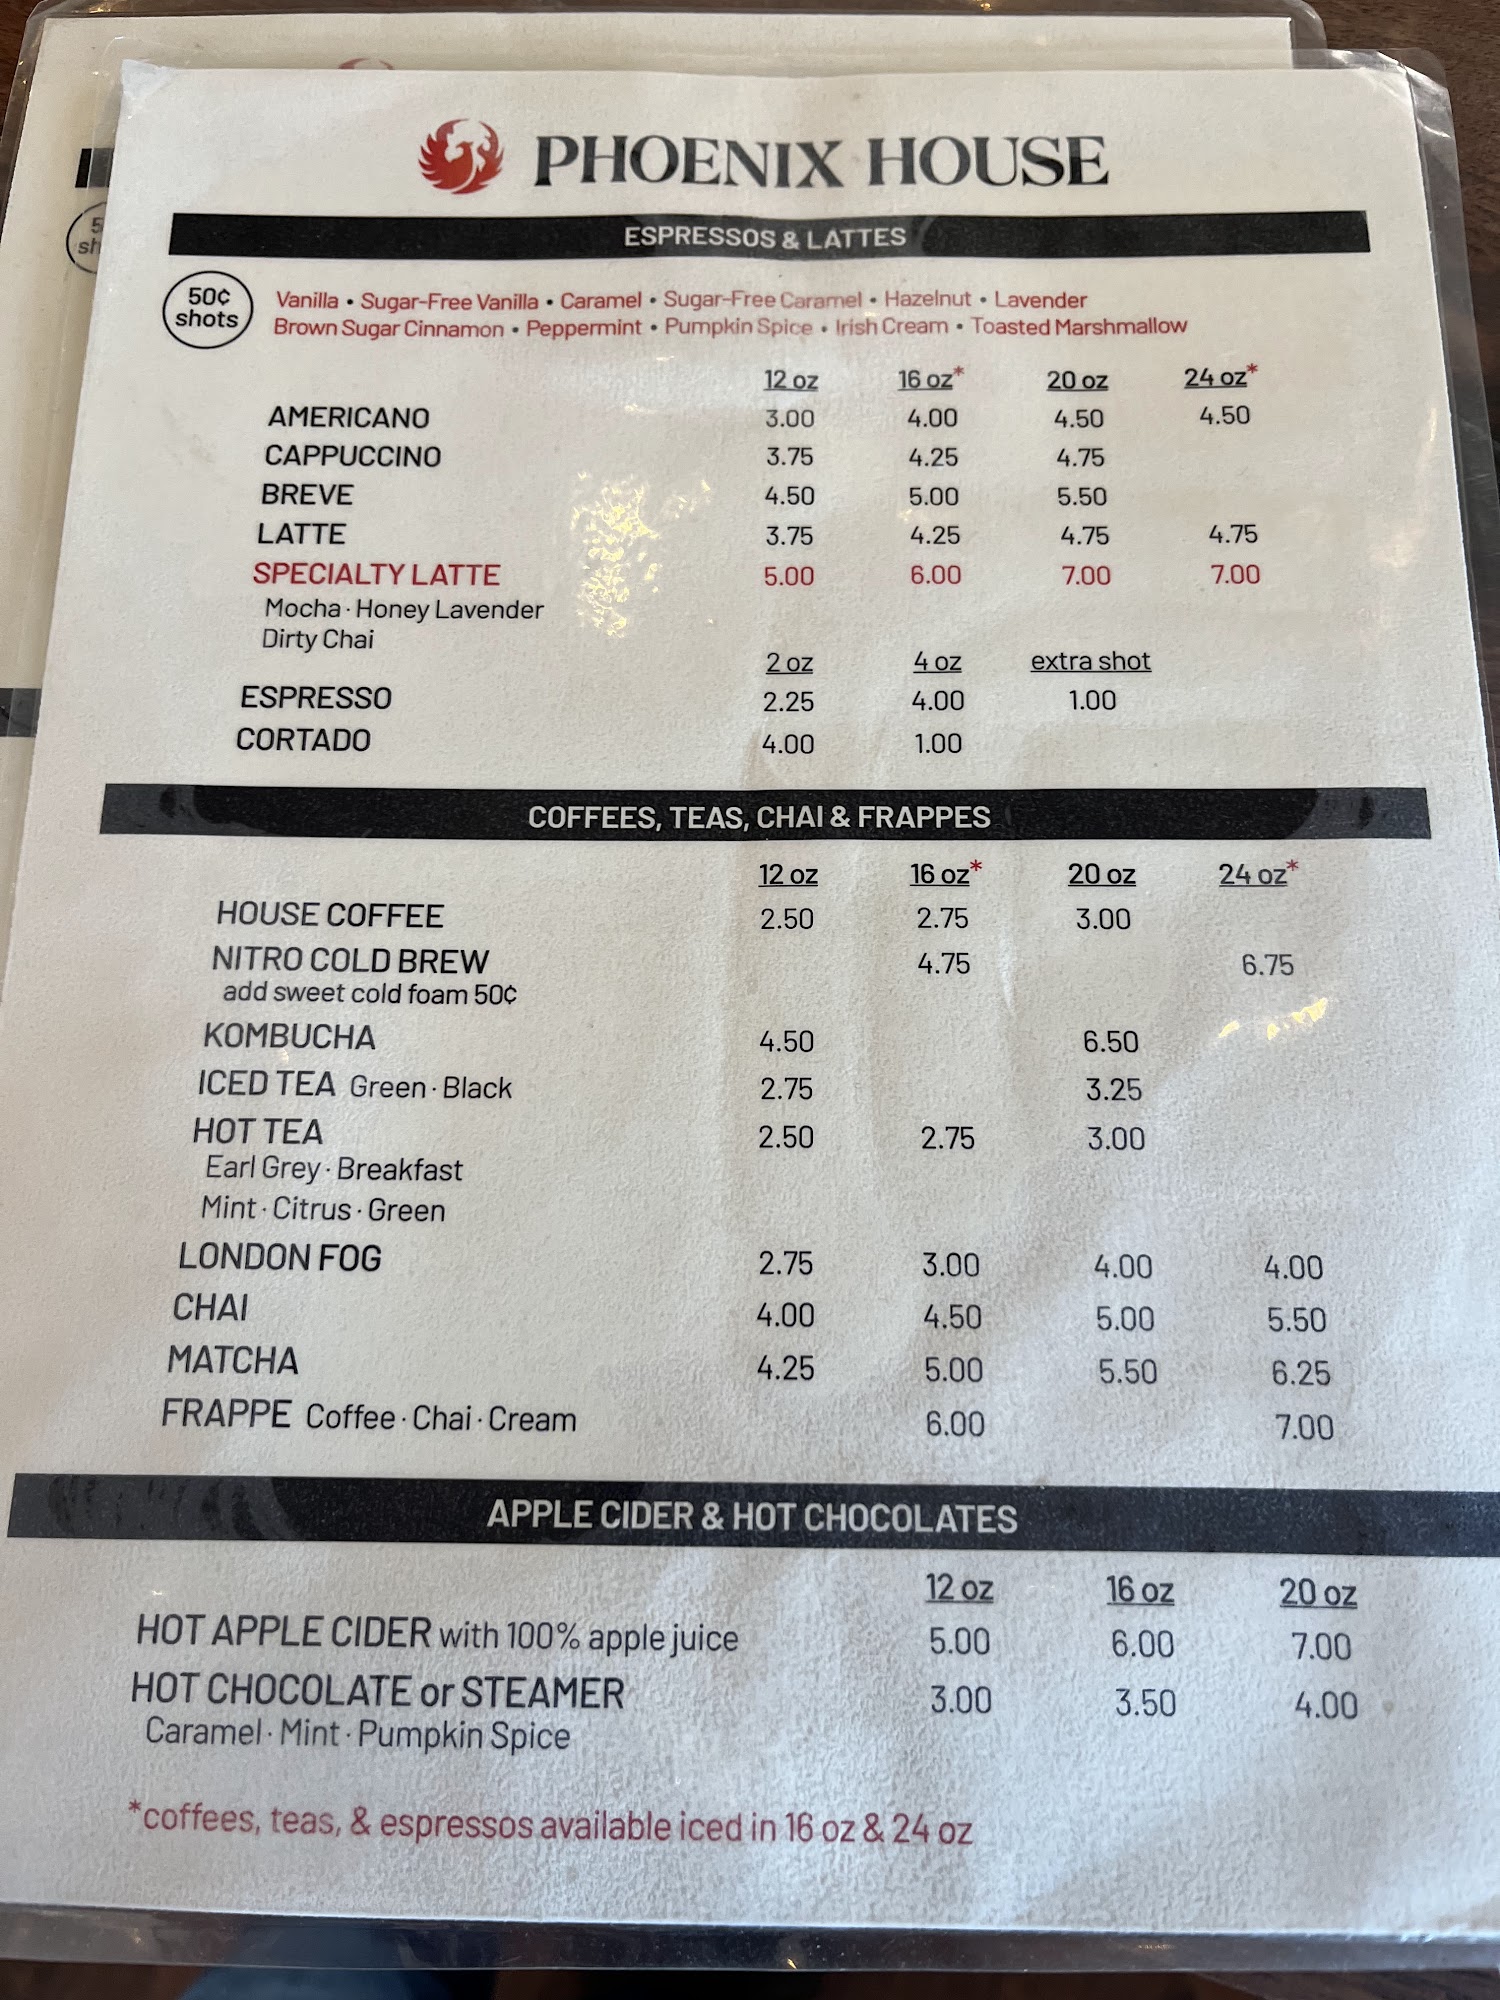 PHOENIX HOUSE
ESPRESSOS & LATTES
50¢
shots
Vanilla • Sugar-Free Vanilla • Caramel • Sugar-Free Caramel • Hazelnut • Lavender
Brown Sugar Cinnamon • Peppermint • Pumpkin Spice • Irish Cream • Toasted Marshmallow
12 oz 16 oz* 20 oz 24 oz*
AMERICANO 3.00 4.00 4.50 4.50
CAPPUCCINO 3.75 4.25 4.75
BREVE 4.50 5.00 5.50
LATTE 3.75 4.25 4.75 4.75
SPECIALTY LATTE 5.00 6.00 7.00 7.00
Mocha · Honey Lavender
Dirty Chai
2 oz 4 oz extra shot
ESPRESSO 2.25 4.00 1.00
CORTADO 4.00 1.00
COFFEES, TEAS, CHAI & FRAPPES
12 oz 16 oz* 20 oz 24 oz*
HOUSE COFFEE 2.50 2.75 3.00
NITRO COLD BREW 4.75 6.75
add sweet cold foam 50¢
KOMBUCHA 4.50 6.50
ICED TEA Green · Black 2.75 3.25
HOT TEA 2.50 2.75 3.00
Earl Grey · Breakfast
Mint · Citrus · Green
LONDON FOG 2.75 3.00 4.00 4.00
CHAI 4.00 4.50 5.00 5.50
MATCHA 4.25 5.00 5.50 6.25
FRAPPE Coffee · Chai · Cream 6.00 7.00
APPLE CIDER & HOT CHOCOLATES
12 oz 16 oz 20 oz
HOT APPLE CIDER with 100% apple juice 5.00 6.00 7.00
HOT CHOCOLATE or STEAMER 3.00 3.50 4.00
Caramel · Mint · Pumpkin Spice
*coffees, teas, & espressos available iced in 16 oz & 24 oz